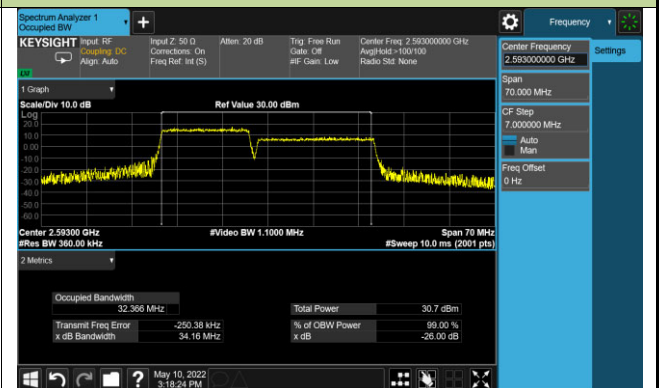 Spectrum Analyzer 1
Occupied BW
Frequency
KEYSIGHT
Input: RF
Coupling: DC
Align: Auto
Input Z: 50 Ω
Corrections: On
Freq Ref: Int (S)
Atten: 20 dB
Trig: Free Run
Gate: Off
#IF Gain: Low
Center Freq: 2.593000000 GHz
Avg|Hold:>100/100
Radio Std: None
Center Frequency
2.593000000 GHz
Settings
Span
70.000 MHz
CF Step
7.000000 MHz
Auto
Man
Freq Offset
0 Hz
1 Graph
Scale/Div 10.0 dB
Ref Value 30.00 dBm
Log
20.0
10.0
0.00
-10.0
-20.0
-30.0
-40.0
-50.0
-60.0
Center 2.59300 GHz
#Video BW 1.1000 MHz
Span 70 MHz
#Res BW 360.00 kHz
#Sweep 10.0 ms (2001 pts)
2 Metrics
Occupied Bandwidth
32.366 MHz
Total Power
30.7 dBm
Transmit Freq Error
-250.38 kHz
% of OBW Power
99.00 %
x dB Bandwidth
34.16 MHz
x dB
-26.00 dB
May 10, 2022
3:18:24 PM